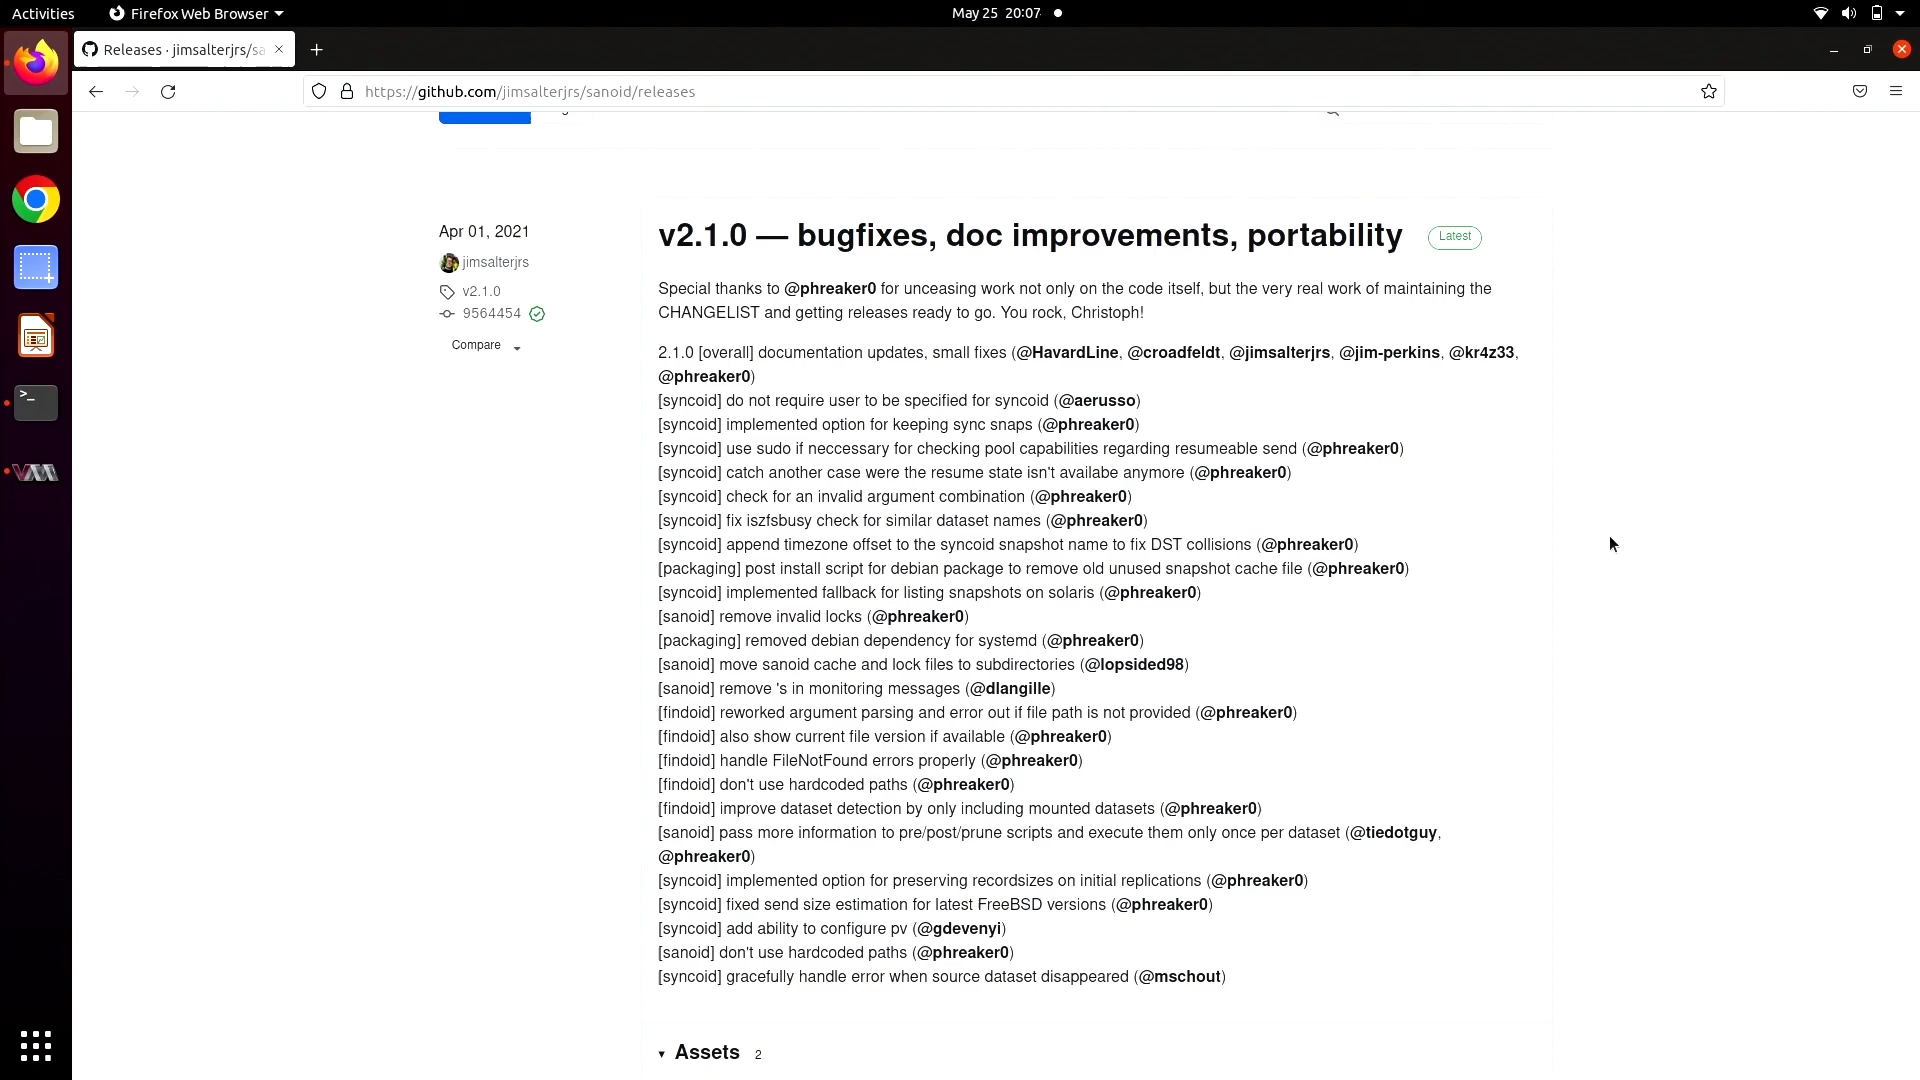 Activities
Firefox Web Browser
May 25 20:07
Releases · jimsalterjrs/sa
https://github.com/jimsalterjrs/sanoid/releases
Apr 01, 2021
jimsalterjrs
v2.1.0
9564454
Compare
v2.1.0 — bugfixes, doc improvements, portability
Latest
Special thanks to @phreaker0 for unceasing work not only on the code itself, but the very real work of maintaining the
CHANGELIST and getting releases ready to go. You rock, Christoph!
2.1.0 [overall] documentation updates, small fixes (@HavardLine, @croadfeldt, @jimsalterjrs, @jim-perkins, @kr4z33,
@phreaker0)
[syncoid] do not require user to be specified for syncoid (@aerusso)
[syncoid] implemented option for keeping sync snaps (@phreaker0)
[syncoid] use sudo if neccessary for checking pool capabilities regarding resumeable send (@phreaker0)
[syncoid] catch another case were the resume state isn't availabe anymore (@phreaker0)
[syncoid] check for an invalid argument combination (@phreaker0)
[syncoid] fix iszfsbusy check for similar dataset names (@phreaker0)
[syncoid] append timezone offset to the syncoid snapshot name to fix DST collisions (@phreaker0)
[packaging] post install script for debian package to remove old unused snapshot cache file (@phreaker0)
[syncoid] implemented fallback for listing snapshots on solaris (@phreaker0)
[sanoid] remove invalid locks (@phreaker0)
[packaging] removed debian dependency for systemd (@phreaker0)
[sanoid] move sanoid cache and lock files to subdirectories (@lopsided98)
[sanoid] remove 's in monitoring messages (@dlangille)
[findoid] reworked argument parsing and error out if file path is not provided (@phreaker0)
[findoid] also show current file version if available (@phreaker0)
[findoid] handle FileNotFound errors properly (@phreaker0)
[findoid] don't use hardcoded paths (@phreaker0)
[findoid] improve dataset detection by only including mounted datasets (@phreaker0)
[sanoid] pass more information to pre/post/prune scripts and execute them only once per dataset (@tiedotguy,
@phreaker0)
[syncoid] implemented option for preserving recordsizes on initial replications (@phreaker0)
[syncoid] fixed send size estimation for latest FreeBSD versions (@phreaker0)
[syncoid] add ability to configure pv (@gdevenyi)
[sanoid] don't use hardcoded paths (@phreaker0)
[syncoid] gracefully handle error when source dataset disappeared (@mschout)
Assets 2